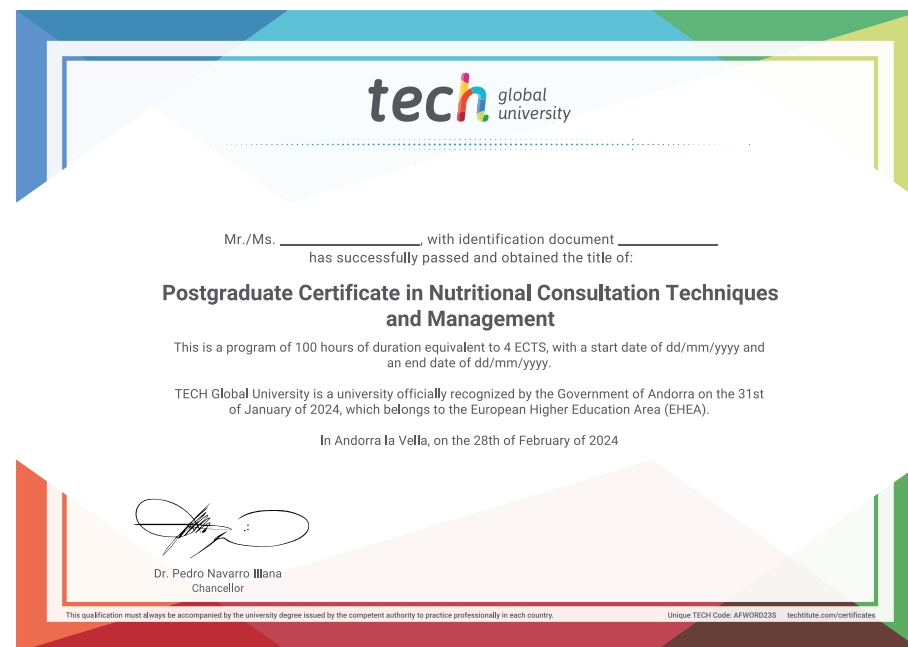 tech global
university
Mr./Ms. ____________, with identification document ____________
has successfully passed and obtained the title of:
Postgraduate Certificate in Nutritional Consultation Techniques
and Management
This is a program of 100 hours of duration equivalent to 4 ECTS, with a start date of dd/mm/yyyy and
an end date of dd/mm/yyyy.
TECH Global University is a university officially recognized by the Government of Andorra on the 31st
of January of 2024, which belongs to the European Higher Education Area (EHEA).
In Andorra la Vella, on the 28th of February of 2024
Dr. Pedro Navarro Illana
Chancellor
This qualification must always be accompanied by the university degree issued by the competent authority to practice professionally in each country.
Unique TECH Code: AFWORD23S techtitute.com/certificates